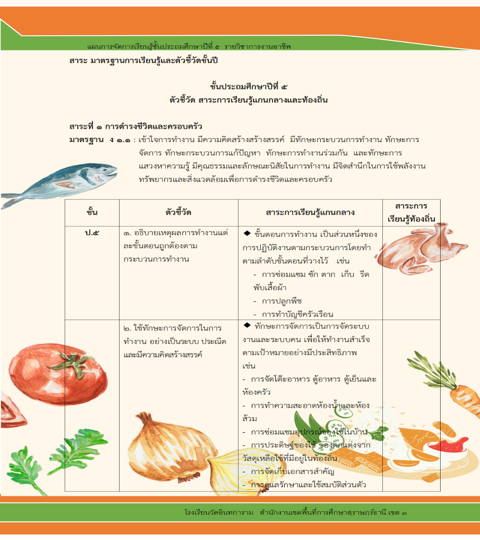 แผนการจัดการเรียนรู้ชั้นประถมศึกษาปีที่ ๕ รายวิชาการงานอาชีพ
สาระ มาตรฐานการเรียนรู้และตัวชี้วัดชั้นปี
ชั้นประถมศึกษาปีที่ ๕
ตัวชี้วัด สาระการเรียนรู้แกนกลางและท้องถิ่น
สาระที่ ๑ การดำรงชีวิตและครอบครัว
มาตรฐาน ง ๑.๑ : เข้าใจการทำงาน มีความคิดสร้างสร้างสรรค์ มีทักษะกระบวนการทำงาน ทักษะการ
จัดการ ทักษะกระบวนการแก้ปัญหา ทักษะการทำงานร่วมกัน และทักษะการ
แสวงหาความรู้ มีคุณธรรมและลักษณะนิสัยในการทำงาน มีจิตสำนึกในการใช้พลังงาน
ทรัพยากรและสิ่งแวดล้อมเพื่อการดำรงชีวิตและครอบครัว
ชั้น
ตัวชี้วัด
สาระการเรียนรู้แกนกลาง
สาระการ
เรียนรู้ท้องถิ่น
ป.๕
๑. อธิบายเหตุผลการทำงานแต่
ละขั้นตอนถูกต้องตาม
กระบวนการทำงาน
◆ ขั้นตอนการทำงาน เป็นส่วนหนึ่งของ
การปฏิบัติงานตามกระบวนการโดยทำ
ตามลำดับขั้นตอนที่วางไว้ เช่น
- การซ่อมแซม ซัก ตาก เก็บ รีด
พับเสื้อผ้า
- การปลูกพืช
- การทำบัญชีครัวเรือน
๒. ใช้ทักษะการจัดการในการ
ทำงาน อย่างเป็นระบบ ประณีต
และมีความคิดสร้างสรรค์
◆ ทักษะการจัดการเป็นการจัดระบบ
งานและระบบคน เพื่อให้ทำงานสำเร็จ
ตามเป้าหมายอย่างมีประสิทธิภาพ
เช่น
- การจัดโต๊ะอาหาร ตู้อาหาร ตู้เย็นและ
ห้องครัว
- การทำความสะอาดห้องน้ำและห้อง
ส้วม
- การซ่อมแซมอุปกรณ์ของใช้ในบ้าน
- การประดิษฐ์ของใช้ ของตกแต่งจาก
วัสดุเหลือใช้ที่มีอยู่ในท้องถิ่น
- การจัดเก็บเอกสารสำคัญ
- การดูแลรักษาและใช้สมบัติส่วนตัว
โรงเรียนวัดอินทการาม สำนักงานเขตพื้นที่การศึกษาสุราษฎร์ธานี เขต ๓